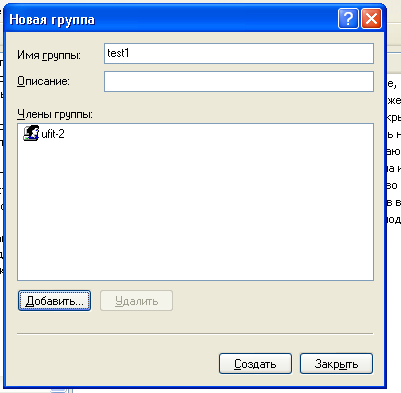 Новая группа
Имя группы: test1
Описание:
Члены группы:
ufit-2
Добавить... Удалить
Создать Закрыть